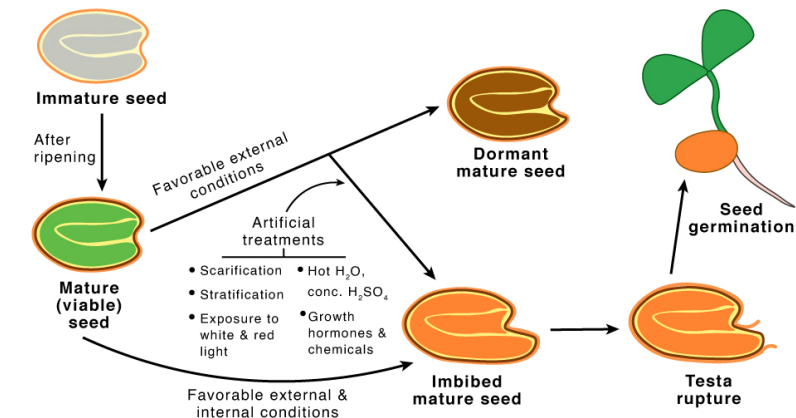 Immature seed
After
ripening
Favorable external
conditions
Dormant
mature seed
Artificial
treatments
• Scarification
• Stratification
• Exposure to
white & red
light
• Hot H₂O,
conc. H₂SO₄
• Growth
hormones &
chemicals
Mature
(viable)
seed
Favorable external &
internal conditions
Imbibed
mature seed
Testa
rupture
Seed
germination